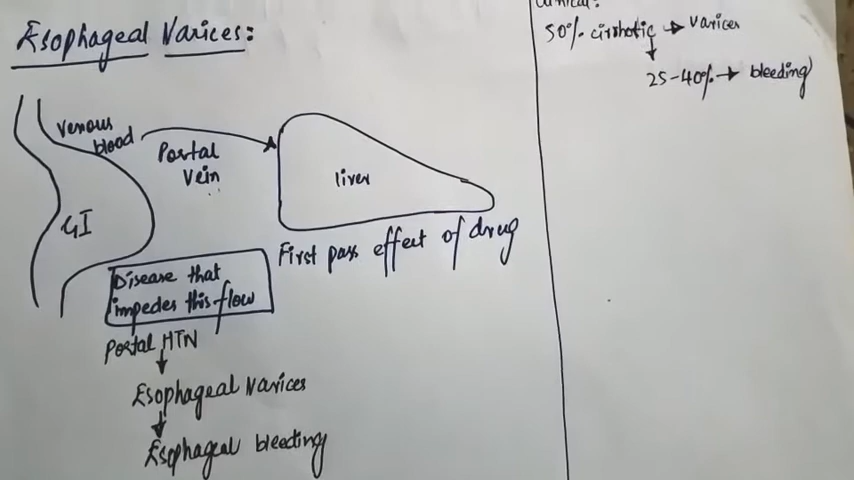 Esophageal Varices:
Venous blood
Portal Vein
liver
GI
First pass effect of drug
Disease that
impedes this flow
Portal HTN
Esophageal Varices
Esophageal bleeding
Clinical:
50% cirrhotic → varices
25-40% → bleeding